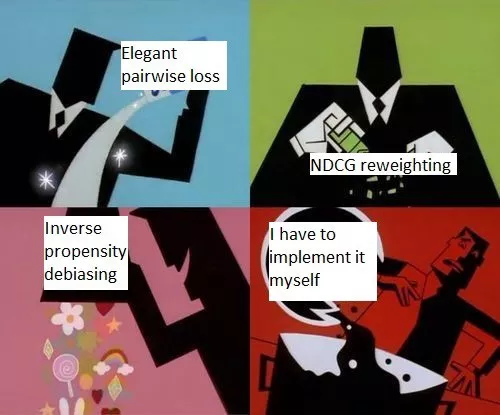 Elegant
pairwise loss
NDCG reweighting
Inverse
propensity
debiasing
I have to
implement it
myself